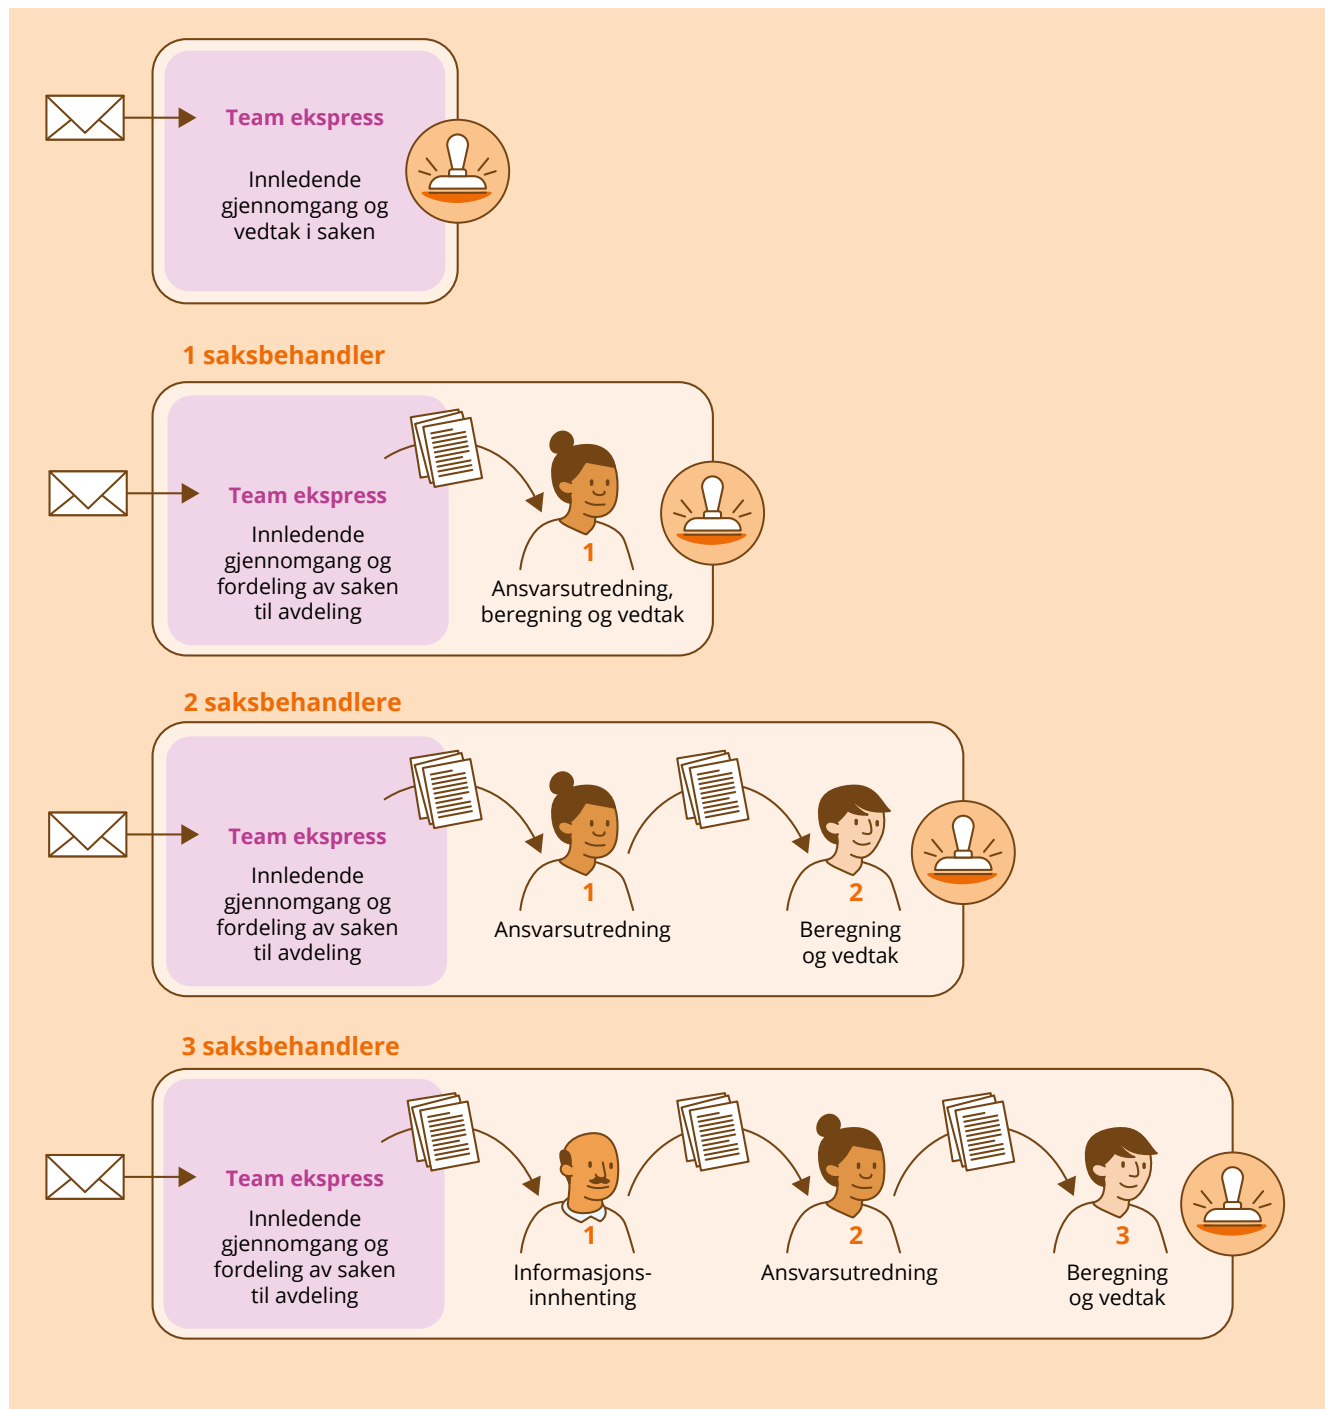 Team ekspress
Innledende
gjennomgang og
vedtak i saken
1 saksbehandler
Team ekspress
Innledende
gjennomgang og
fordeling av saken
til avdeling
1
Ansvarsutredning,
beregning og vedtak
2 saksbehandlere
Team ekspress
Innledende
gjennomgang og
fordeling av saken
til avdeling
1
Ansvarsutredning
2
Beregning
og vedtak
3 saksbehandlere
Team ekspress
Innledende
gjennomgang og
fordeling av saken
til avdeling
1
Informasjons-
innhenting
2
Ansvarsutredning
3
Beregning
og vedtak